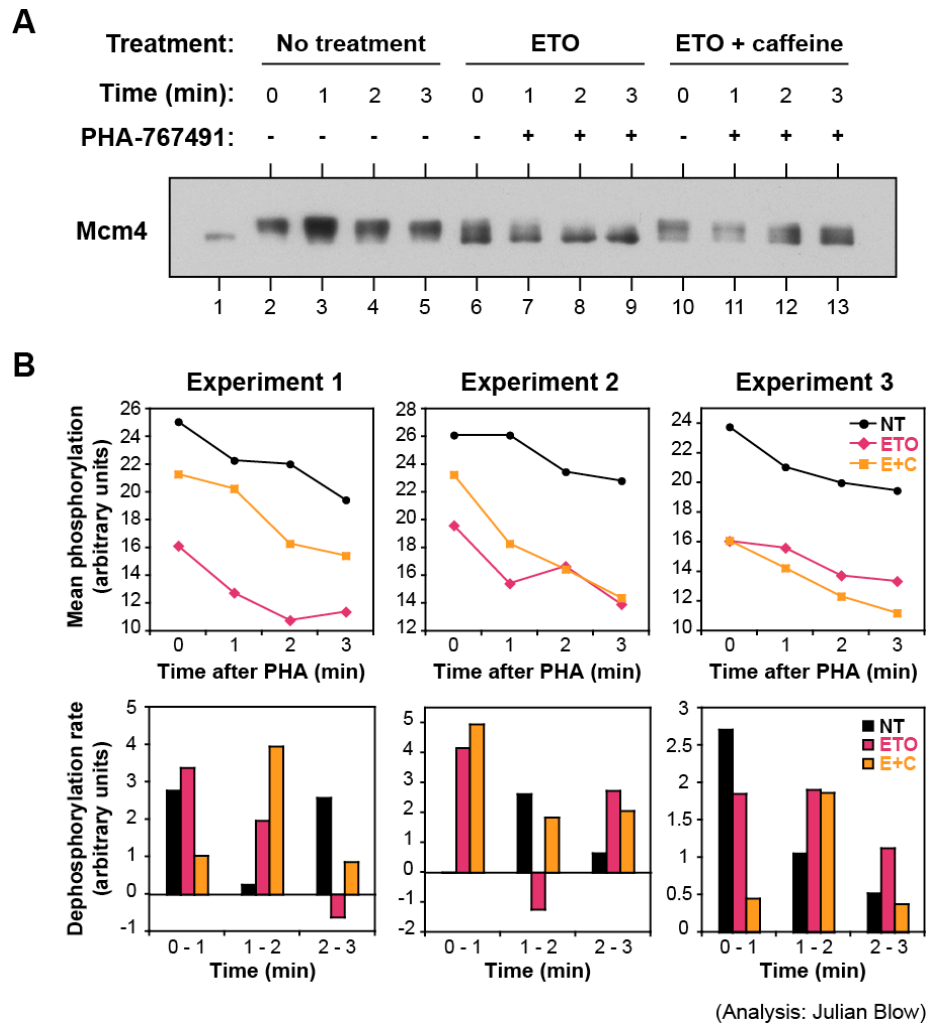 A
Treatment: No treatment ETO ETO + caffeine
Time (min): 0 1 2 3 0 1 2 3 0 1 2 3
PHA-767491: - - - - - + + + - + + +
Mcm4
1 2 3 4 5 6 7 8 9 10 11 12 13
B
Experiment 1
Mean phosphorylation
(arbitrary units)
26
24
22
20
18
16
14
12
10
0 1 2 3
Time after PHA (min)
Experiment 2
28
26
24
22
20
18
16
14
12
0 1 2 3
Time after PHA (min)
Experiment 3
24
22
20
18
16
14
12
10
NT
ETO
E+C
0 1 2 3
Time after PHA (min)
Dephosphorylation rate
(arbitrary units)
5
4
3
2
1
0
-1
0 - 1 1 - 2 2 - 3
Time (min)
5
4
3
2
1
0
-1
-2
0 - 1 1 - 2 2 - 3
Time (min)
3
2.5
2
1.5
1
0.5
0
NT
ETO
E+C
0 - 1 1 - 2 2 - 3
Time (min)
(Analysis: Julian Blow)